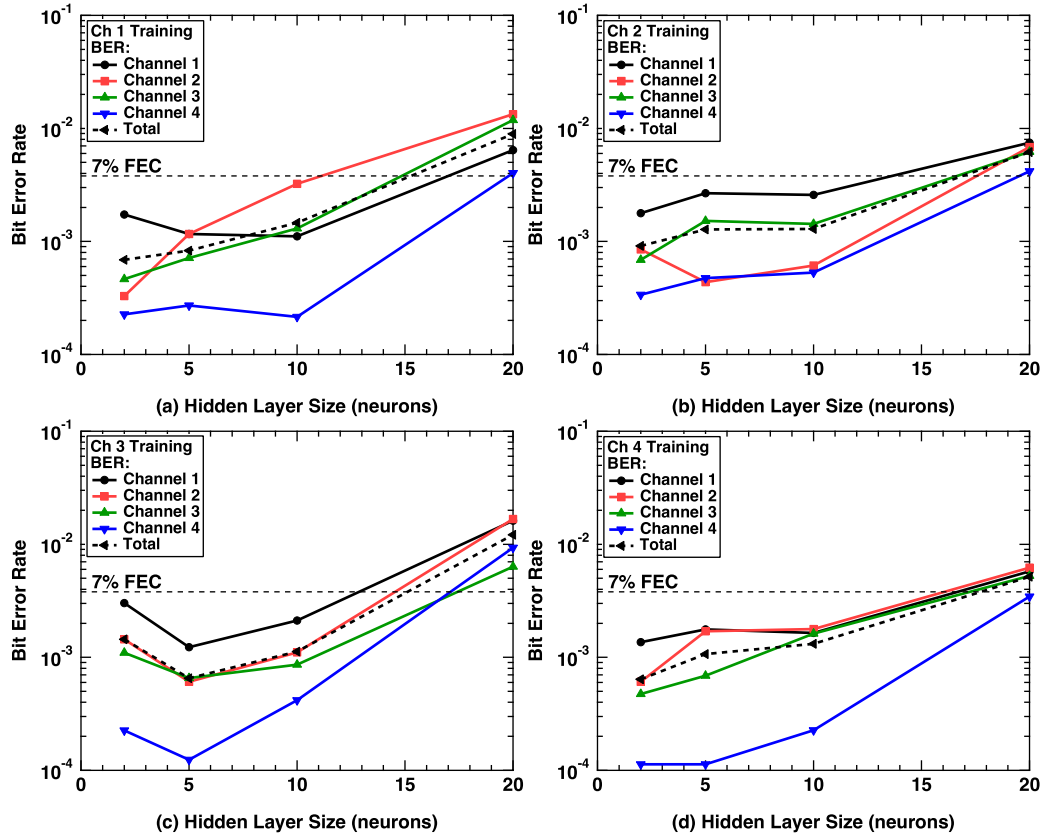 10⁻¹
Ch 1 Training
BER:
Channel 1
Channel 2
Channel 3
Channel 4
Total
10⁻²
7% FEC
10⁻³
10⁻⁴
Bit Error Rate
0 5 10 15 20
(a) Hidden Layer Size (neurons)
10⁻¹
Ch 2 Training
BER:
Channel 1
Channel 2
Channel 3
Channel 4
Total
10⁻²
7% FEC
10⁻³
10⁻⁴
Bit Error Rate
0 5 10 15 20
(b) Hidden Layer Size (neurons)
10⁻¹
Ch 3 Training
BER:
Channel 1
Channel 2
Channel 3
Channel 4
Total
10⁻²
7% FEC
10⁻³
10⁻⁴
Bit Error Rate
0 5 10 15 20
(c) Hidden Layer Size (neurons)
10⁻¹
Ch 4 Training
BER:
Channel 1
Channel 2
Channel 3
Channel 4
Total
10⁻²
7% FEC
10⁻³
10⁻⁴
Bit Error Rate
0 5 10 15 20
(d) Hidden Layer Size (neurons)